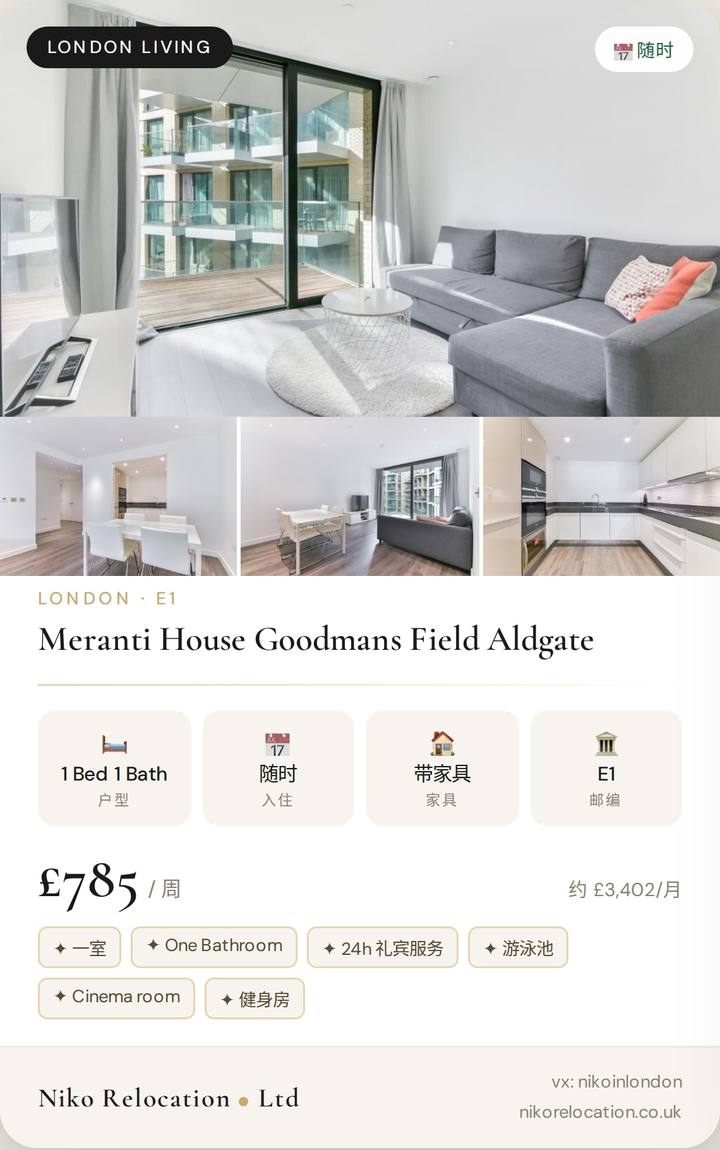 LONDON LIVING
📅 随时
LONDON · E1
Meranti House Goodmans Field Aldgate
1 Bed 1 Bath
户型
随时
入住
带家具
家具
E1
邮编
£785 / 周
约 £3,402/月
✦ 一室
✦ One Bathroom
✦ 24h 礼宾服务
✦ 游泳池
✦ Cinema room
✦ 健身房
Niko Relocation ● Ltd
vx: nikoinlondon
nikorelocation.co.uk